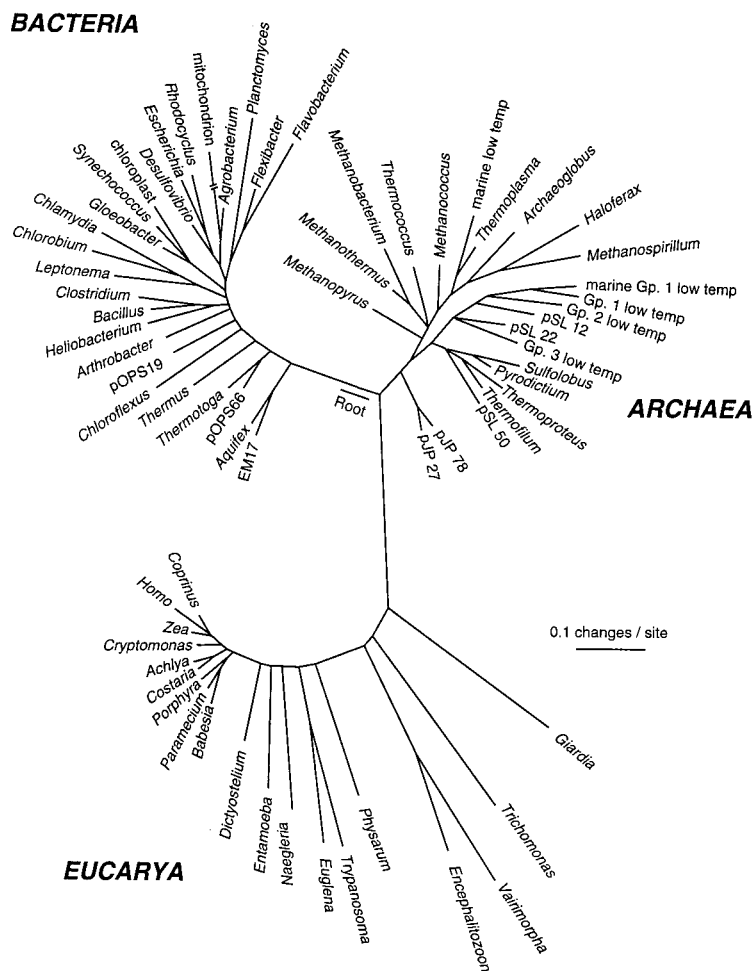 BACTERIA
Planctomyces
mitochondrion
Rhodocyclus
Escherichia
Desulfovibrio
chloroplast
Synechococcus
Gloeobacter
Chlamydia
Chlorobium
Leptonema
Clostridium
Bacillus
Heliobacterium
Arthrobacter
pOPS19
Chloroflexus
Thermus
Thermotoga
pOPS66
Aquifex
EM17
Agrobacterium
Flexibacter
Flavobacterium
Root
Methanobacterium
Thermococcus
Methanothermus
Methanopyrus
Methanococcus
marine low temp
Thermoplasma
Archaeoglobus
Haloferax
Methanospirillum
marine Gp. 1 low temp
Gp. 1 low temp
Gp. 2 low temp
pSL 12
pSL 22
Gp. 3 low temp
Sulfolobus
Pyrodictium
Thermoproteus
Thermofilum
pSL 50
pJP 78
pJP 27
ARCHAEA
Coprinus
Homo
Zea
Cryptomonas
Achlya
Costaria
Porphyra
Paramecium
Babesia
Dictyostelium
Entamoeba
Naegleria
Euglena
Trypanosoma
Physarum
Encephalitozoon
Vairimorpha
Trichomonas
Giardia
0.1 changes / site
EUCARYA